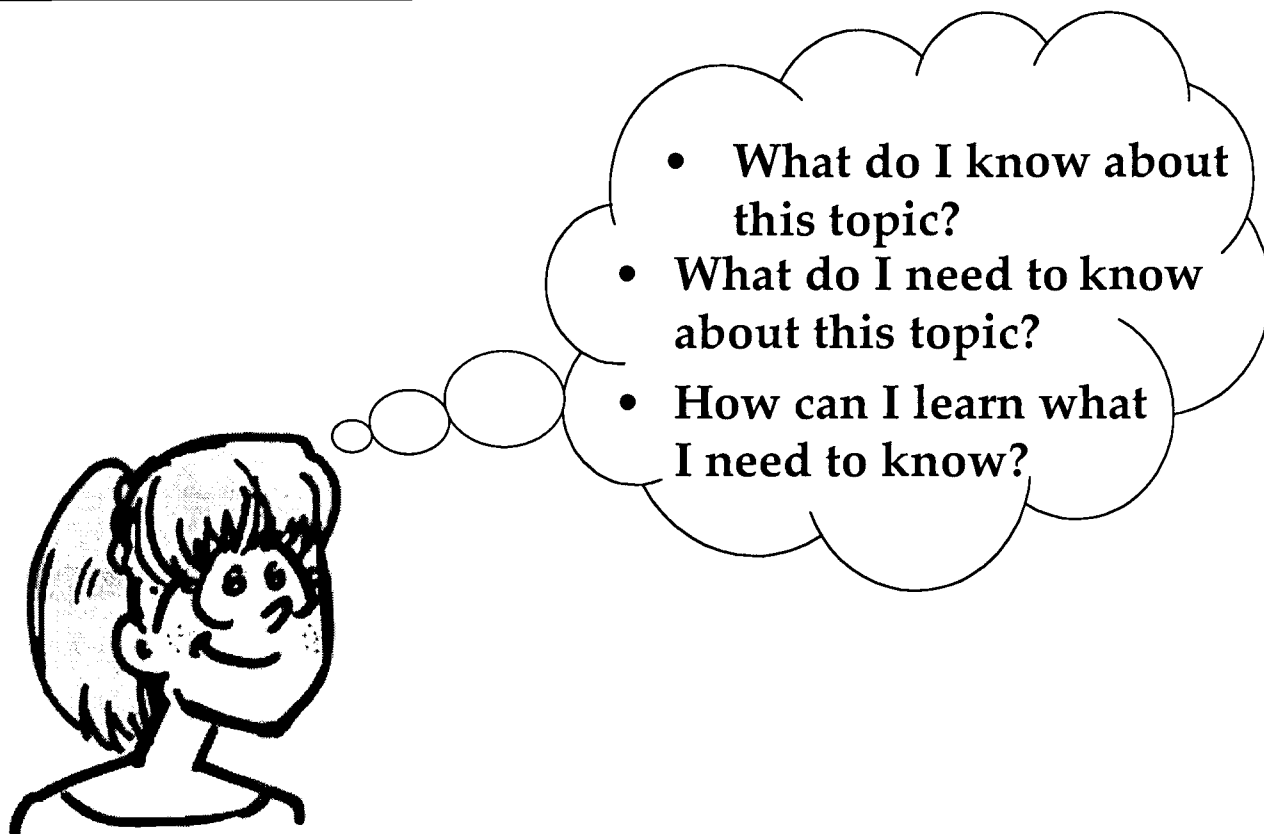 • What do I know about
this topic?
• What do I need to know
about this topic?
• How can I learn what
I need to know?